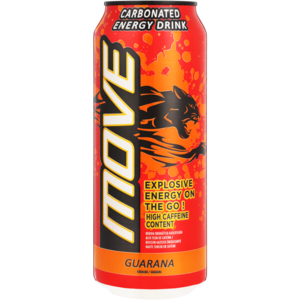 CARBONATED
ENERGY DRINK
MOVE
EXPLOSIVE
ENERGY ON
THE GO!
HIGH CAFFEINE
CONTENT
GUARANA